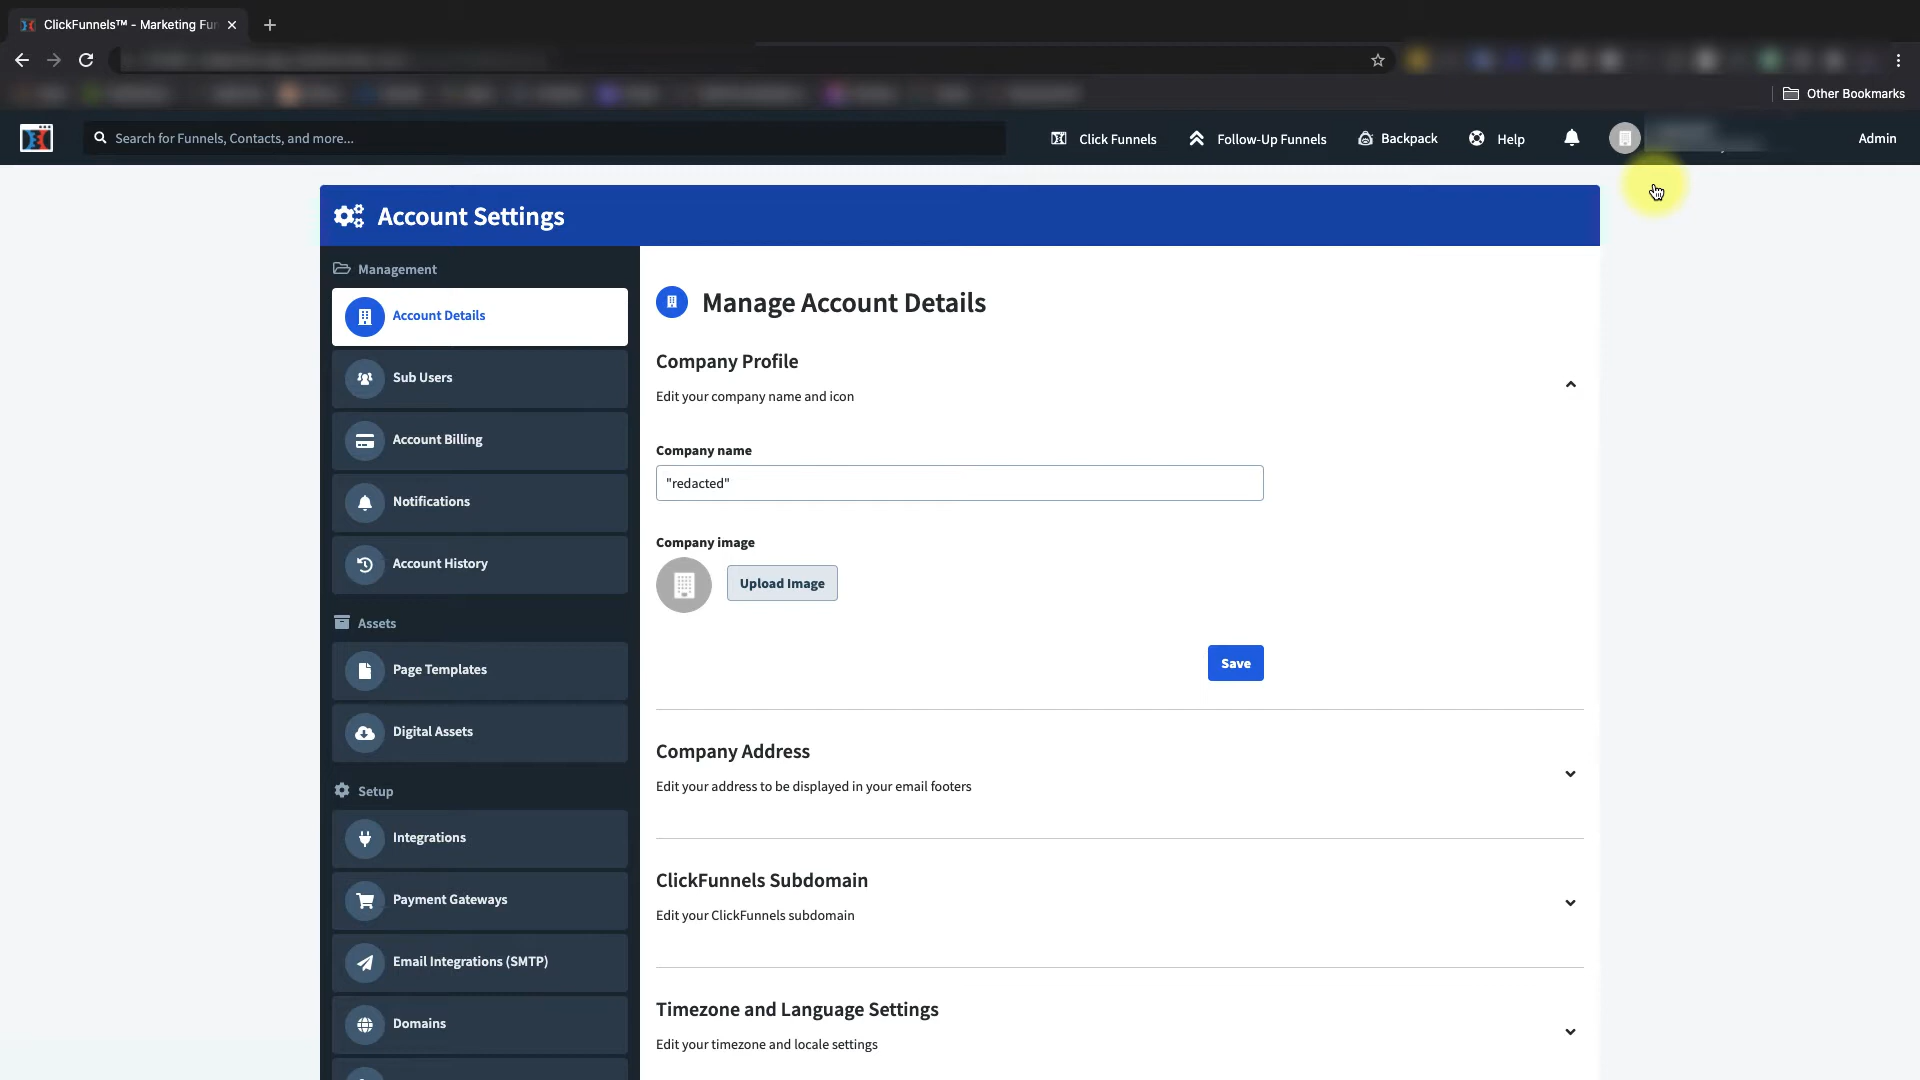 ClickFunnels™ - Marketing Fun
Other Bookmarks
Search for Funnels, Contacts, and more...
Click Funnels
Follow-Up Funnels
Backpack
Help
Admin
Account Settings
Management
Account Details
Sub Users
Account Billing
Notifications
Account History
Assets
Page Templates
Digital Assets
Setup
Integrations
Payment Gateways
Email Integrations (SMTP)
Domains
Manage Account Details
Company Profile
Edit your company name and icon
Company name
"redacted"
Company image
Upload Image
Save
Company Address
Edit your address to be displayed in your email footers
ClickFunnels Subdomain
Edit your ClickFunnels subdomain
Timezone and Language Settings
Edit your timezone and locale settings